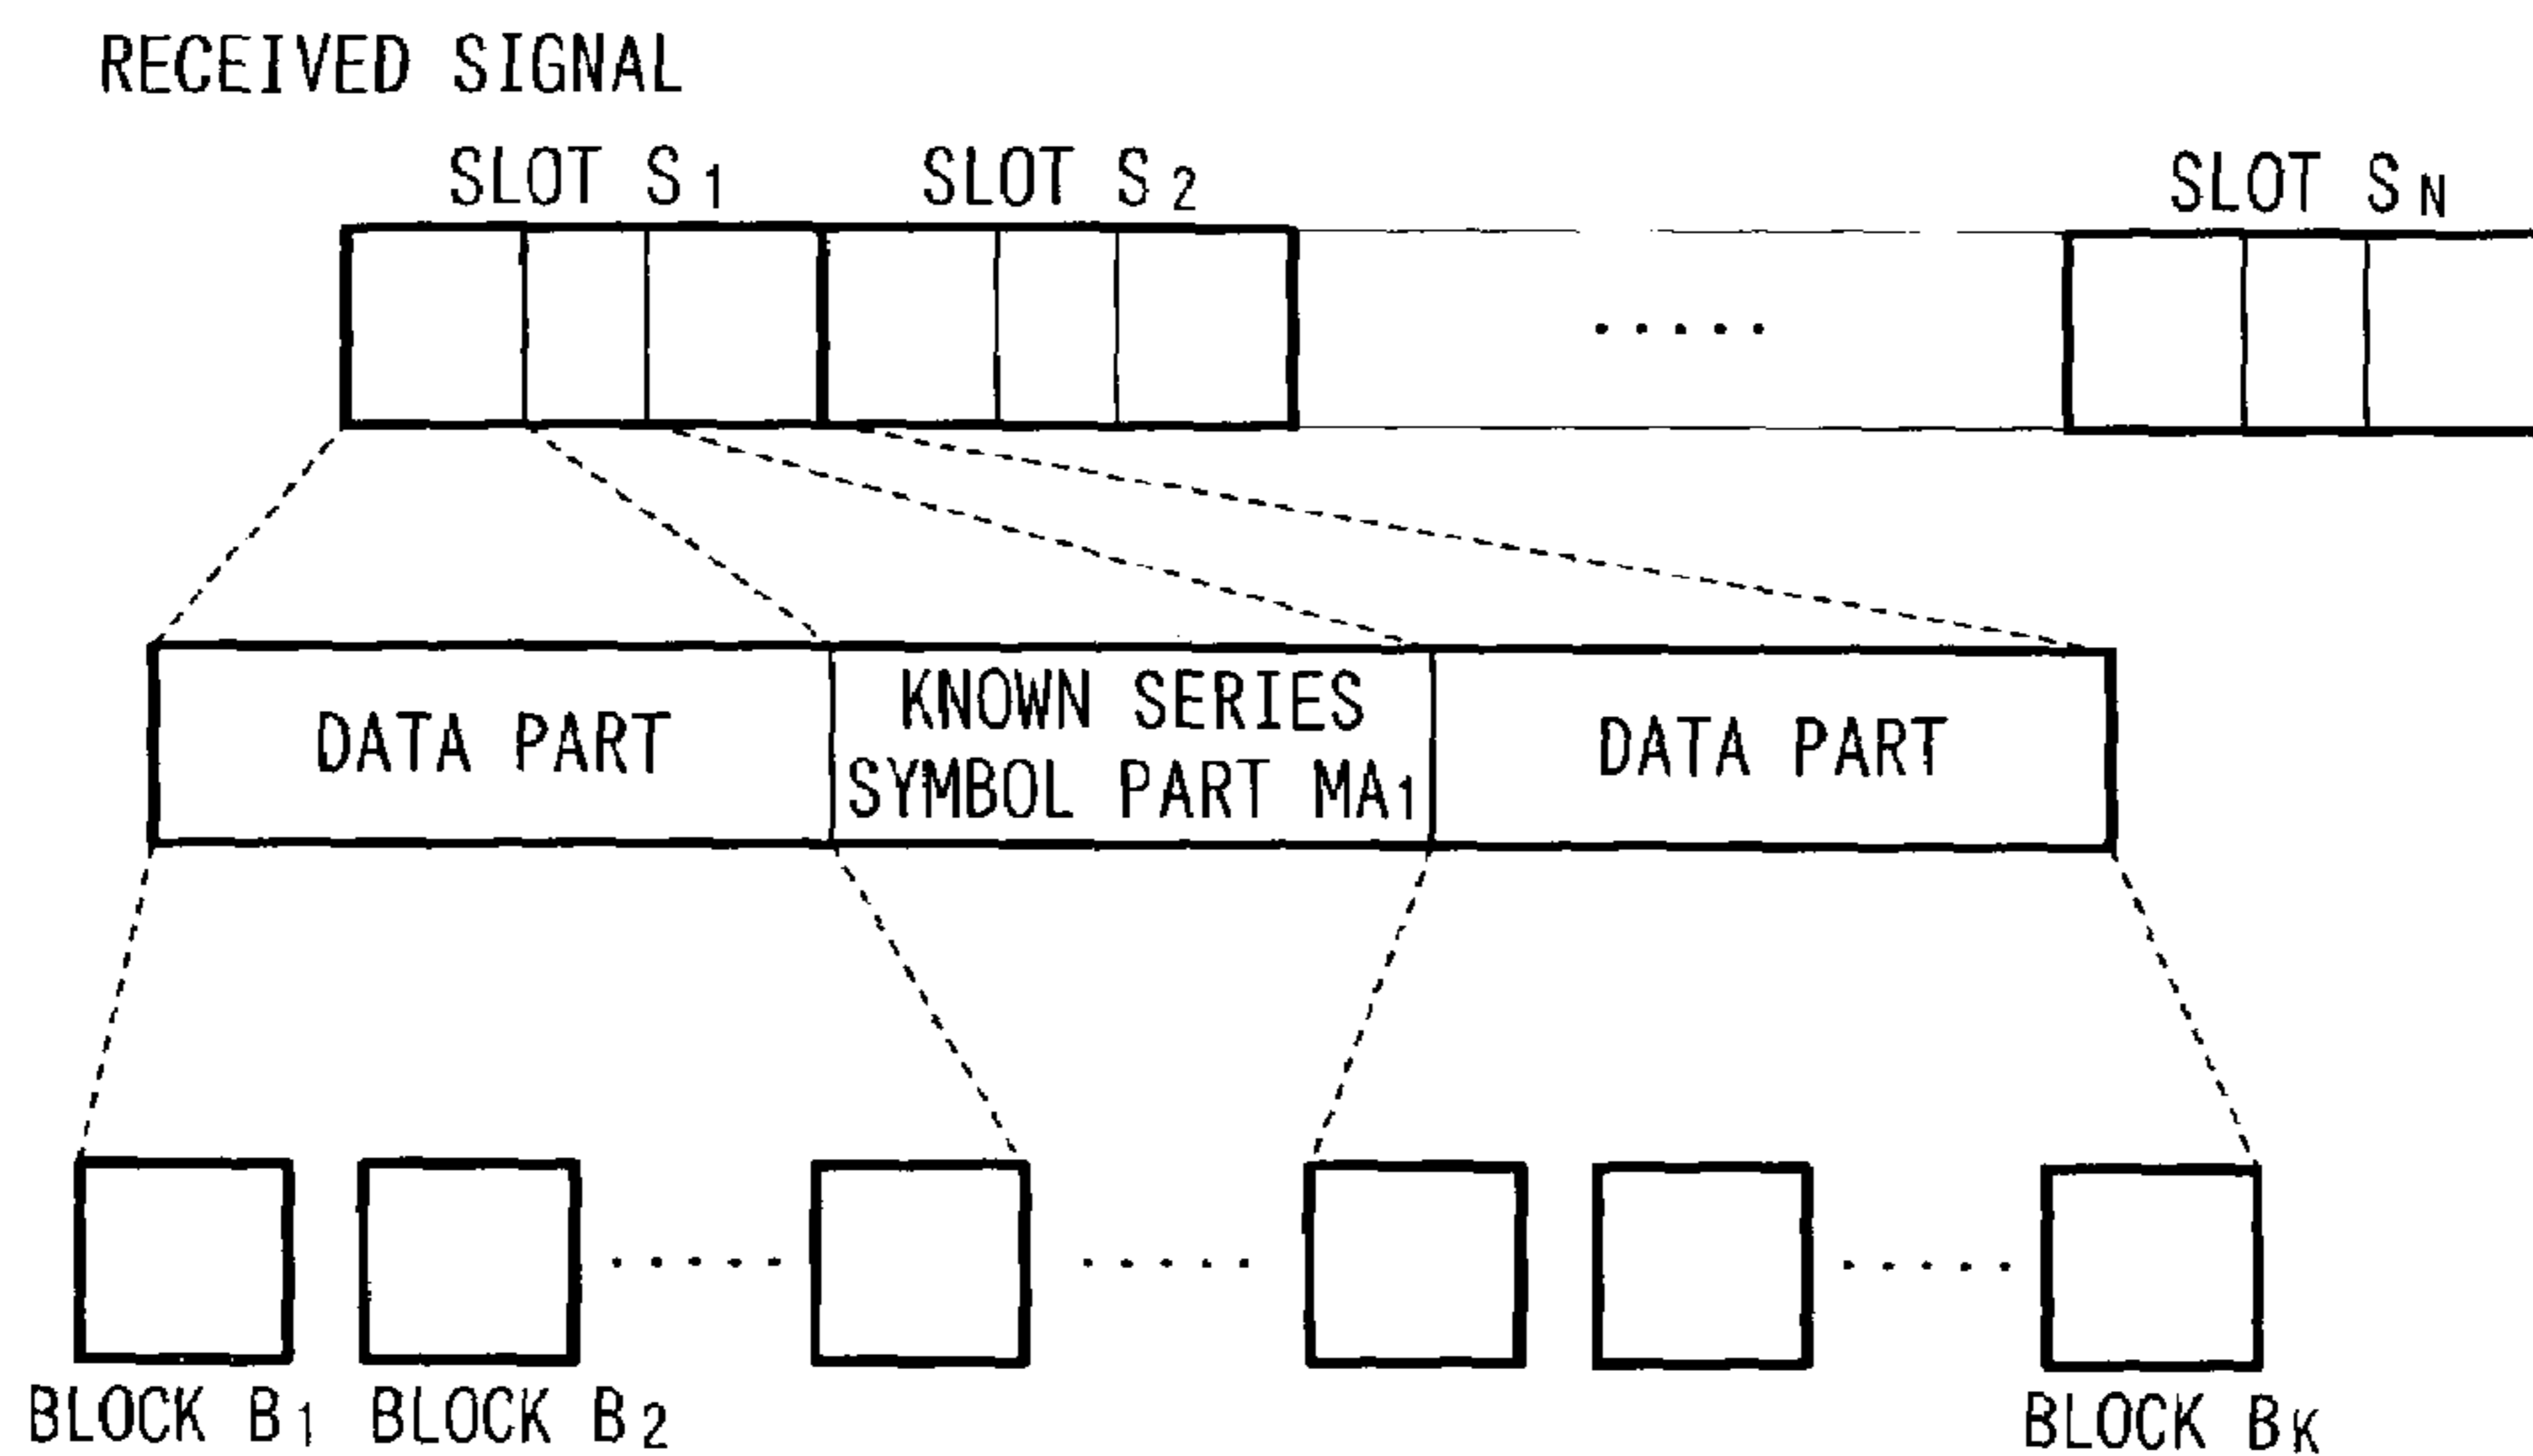 RECEIVED SIGNAL
SLOT S1 SLOT S2 SLOT SN
DATA PART
KNOWN SERIES
SYMBOL PART MA1
DATA PART
BLOCK B1 BLOCK B2 BLOCK BK